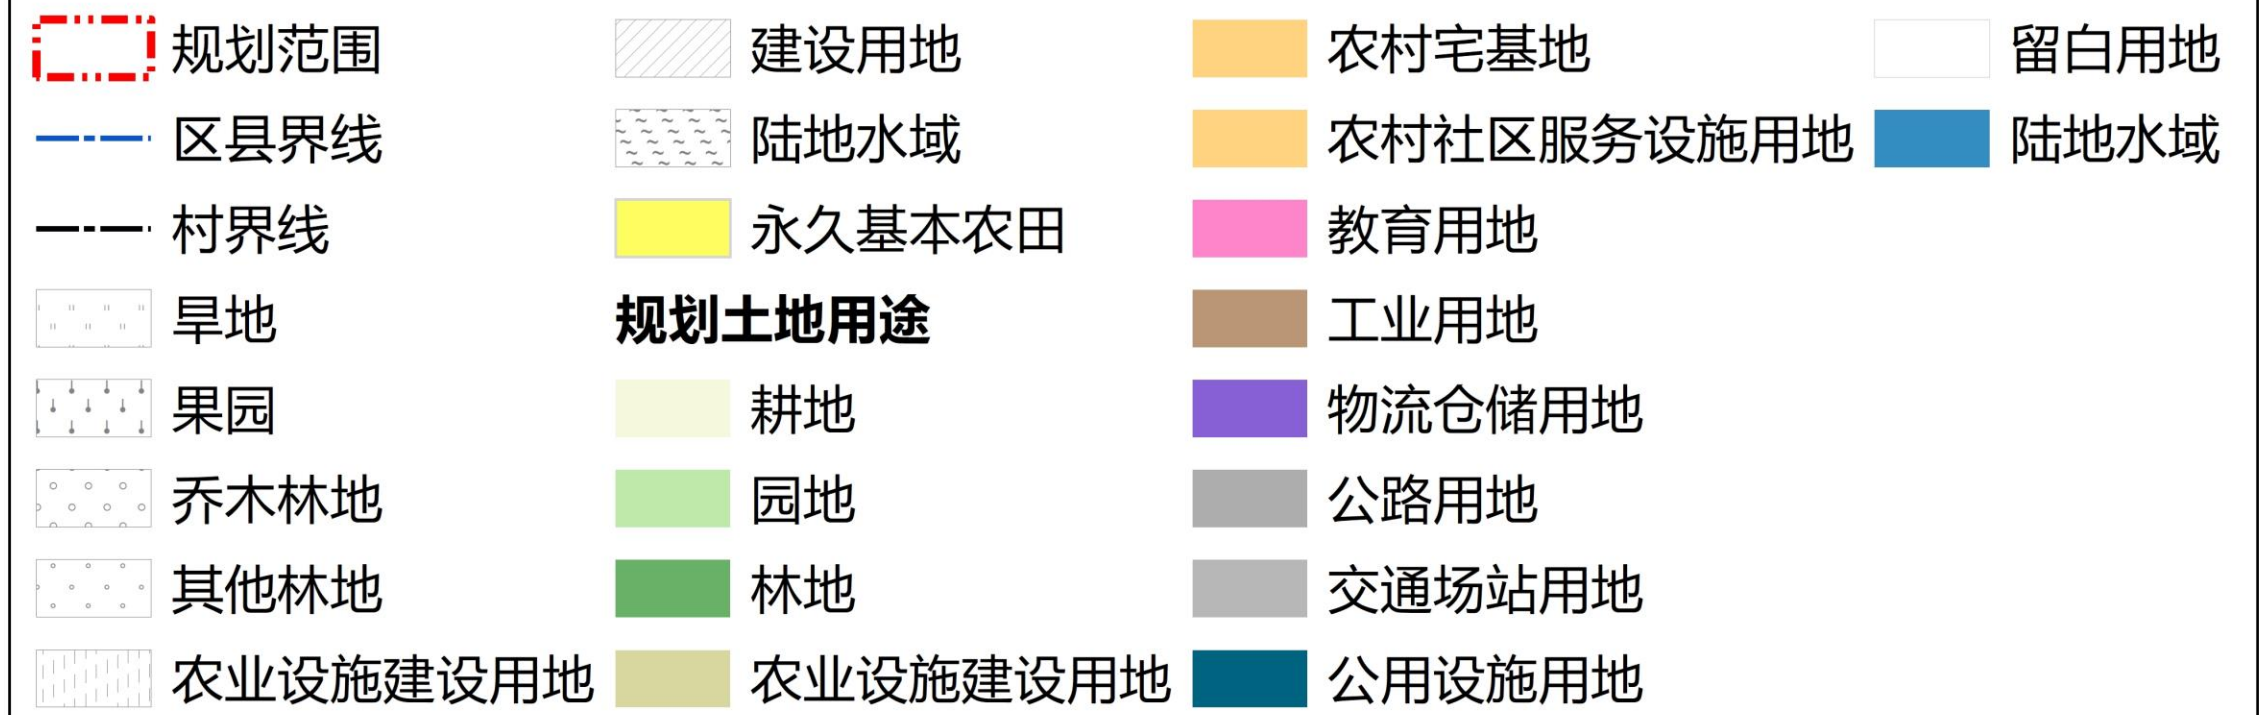 规划范围
区县界线
村界线
旱地
果园
乔木林地
其他林地
农业设施建设用地
建设用地
陆地水域
永久基本农田
规划土地用途
耕地
园地
林地
农业设施建设用地
农村宅基地
农村社区服务设施用地
教育用地
工业用地
物流仓储用地
公路用地
交通场站用地
公用设施用地
留白用地
陆地水域